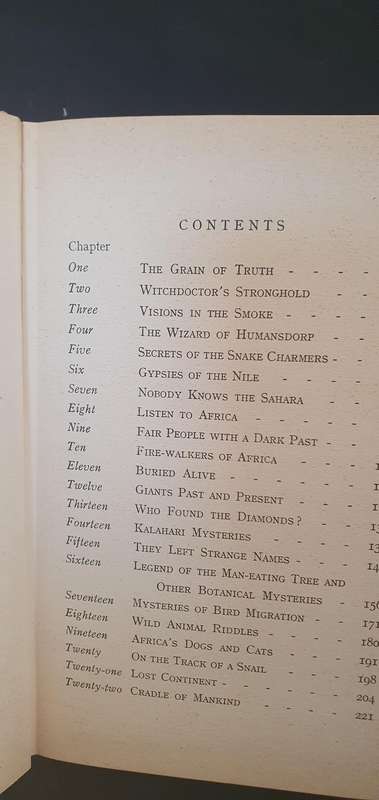 CONTENTS
Chapter
One THE GRAIN OF TRUTH - - - -
Two WITCHDOCTOR'S STRONGHOLD - -
Three VISIONS IN THE SMOKE - - - -
Four THE WIZARD OF HUMANSDORP - -
Five SECRETS OF THE SNAKE CHARMERS - -
Six GYPSIES OF THE NILE - - - -
Seven NOBODY KNOWS THE SAHARA - -
Eight LISTEN TO AFRICA - - - - -
Nine FAIR PEOPLE WITH A DARK PAST - -
Ten FIRE-WALKERS OF AFRICA - - -
Eleven BURIED ALIVE - - - - - -
Twelve GIANTS PAST AND PRESENT - - -
Thirteen WHO FOUND THE DIAMONDS? - -
Fourteen KALAHARI MYSTERIES - - - -
Fifteen THEY LEFT STRANGE NAMES - - -
Sixteen LEGEND OF THE MAN-EATING TREE AND
OTHER BOTANICAL MYSTERIES - 156
Seventeen MYSTERIES OF BIRD MIGRATION - - 171
Eighteen WILD ANIMAL RIDDLES - - - - 180
Nineteen AFRICA'S DOGS AND CATS - - - 191
Twenty ON THE TRACK OF A SNAIL - - - 198
Twenty-one LOST CONTINENT - - - - - 204
Twenty-two CRADLE OF MANKIND - - - - 221